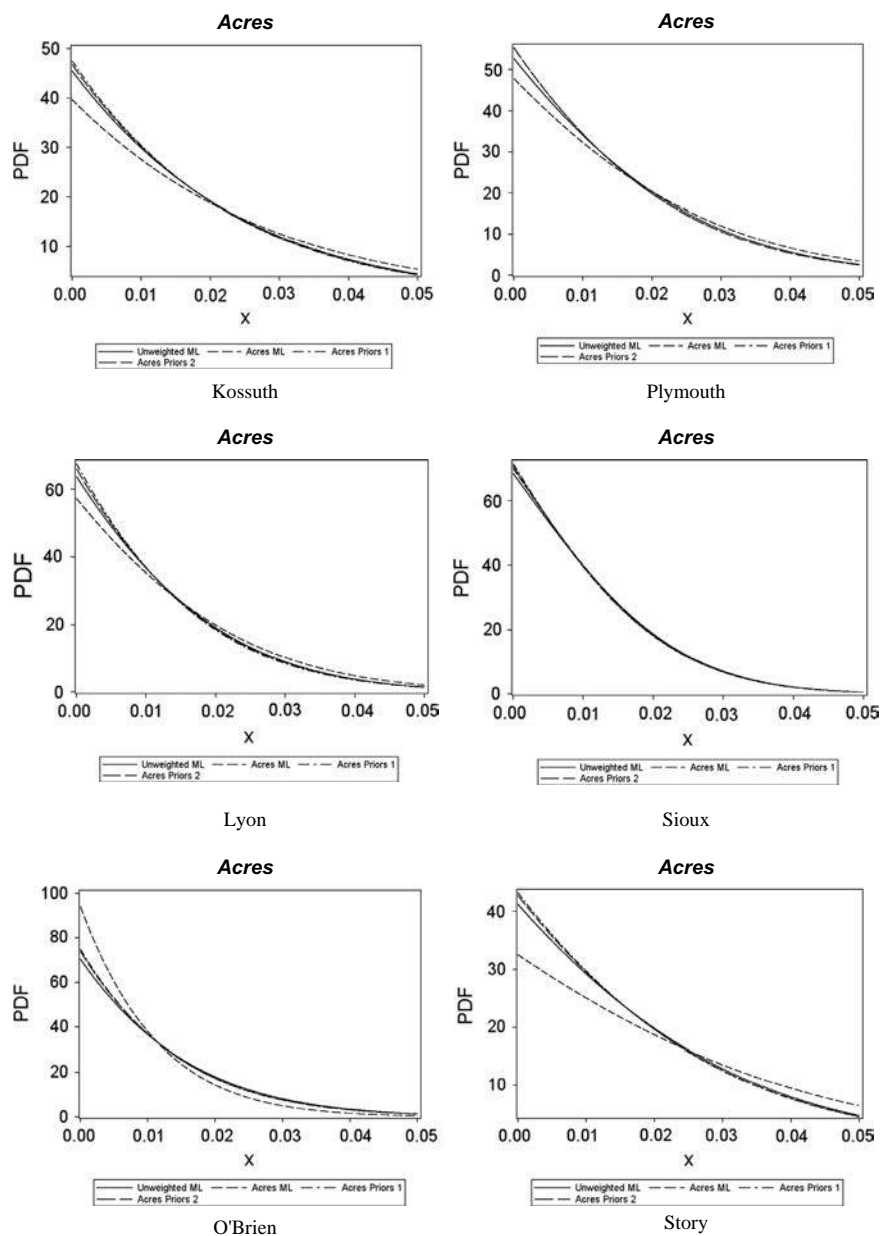 Acres
Acres
50
40
30
20
10
PDF
0.00 0.01 0.02 0.03 0.04 0.05
X
Unweighted ML Acres ML Acres Priors 1
Acres Priors 2
Kossuth
50
40
30
20
10
0
PDF
0.00 0.01 0.02 0.03 0.04 0.05
X
Unweighted ML Acres ML Acres Priors 1
Acres Priors 2
Plymouth
Acres
Acres
60
40
20
0
PDF
0.00 0.01 0.02 0.03 0.04 0.05
X
Unweighted ML Acres ML Acres Priors 1
Acres Priors 2
Lyon
60
40
20
0
PDF
0.00 0.01 0.02 0.03 0.04 0.05
X
Unweighted ML Acres ML Acres Priors 1
Acres Priors 2
Sioux
Acres
Acres
100
80
60
40
20
0
PDF
0.00 0.01 0.02 0.03 0.04 0.05
X
Unweighted ML Acres ML Acres Priors 1
Acres Priors 2
O'Brien
40
30
20
10
PDF
0.00 0.01 0.02 0.03 0.04 0.05
X
Unweighted ML Acres ML Acres Priors 1
Acres Priors 2
Story